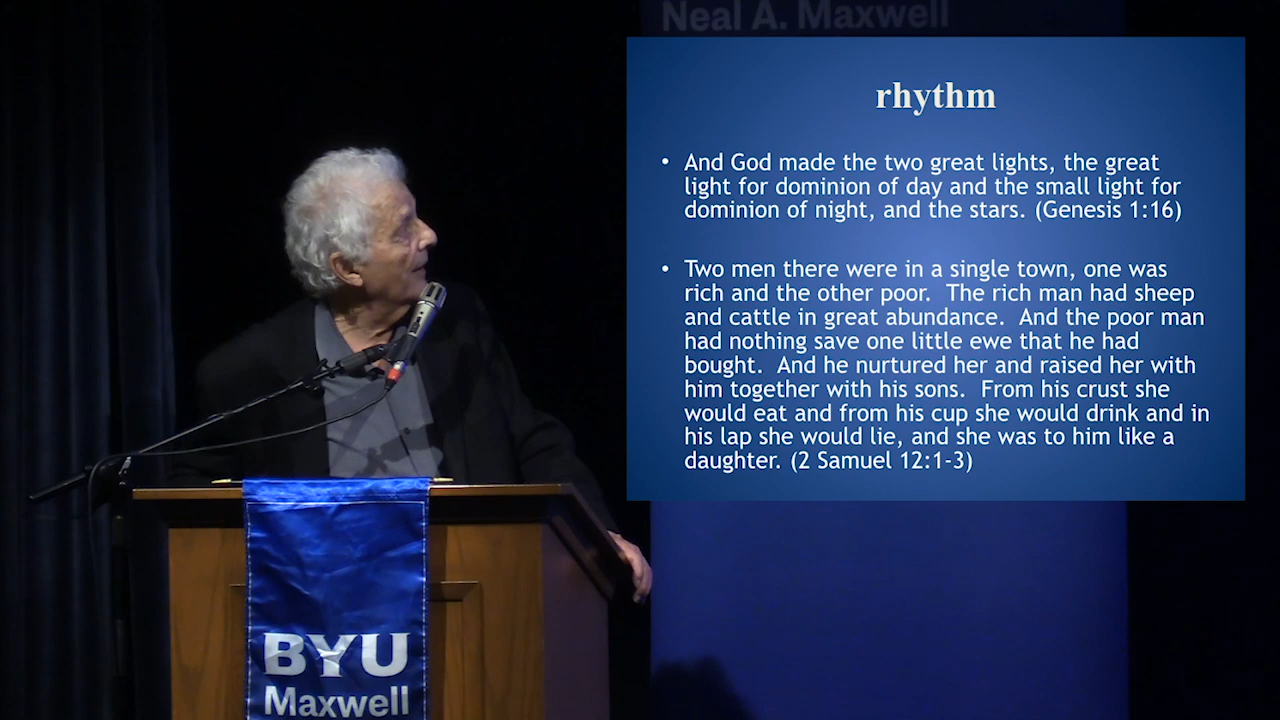 Neal A. Maxwell
rhythm
• And God made the two great lights, the great
light for dominion of day and the small light for
dominion of night, and the stars. (Genesis 1:16)
• Two men there were in a single town, one was
rich and the other poor.  The rich man had sheep
and cattle in great abundance.  And the poor man
had nothing save one little ewe that he had
bought.  And he nurtured her and raised her with
him together with his sons.  From his crust she
would eat and from his cup she would drink and in
his lap she would lie, and she was to him like a
daughter. (2 Samuel 12:1-3)
BYU
Maxwell